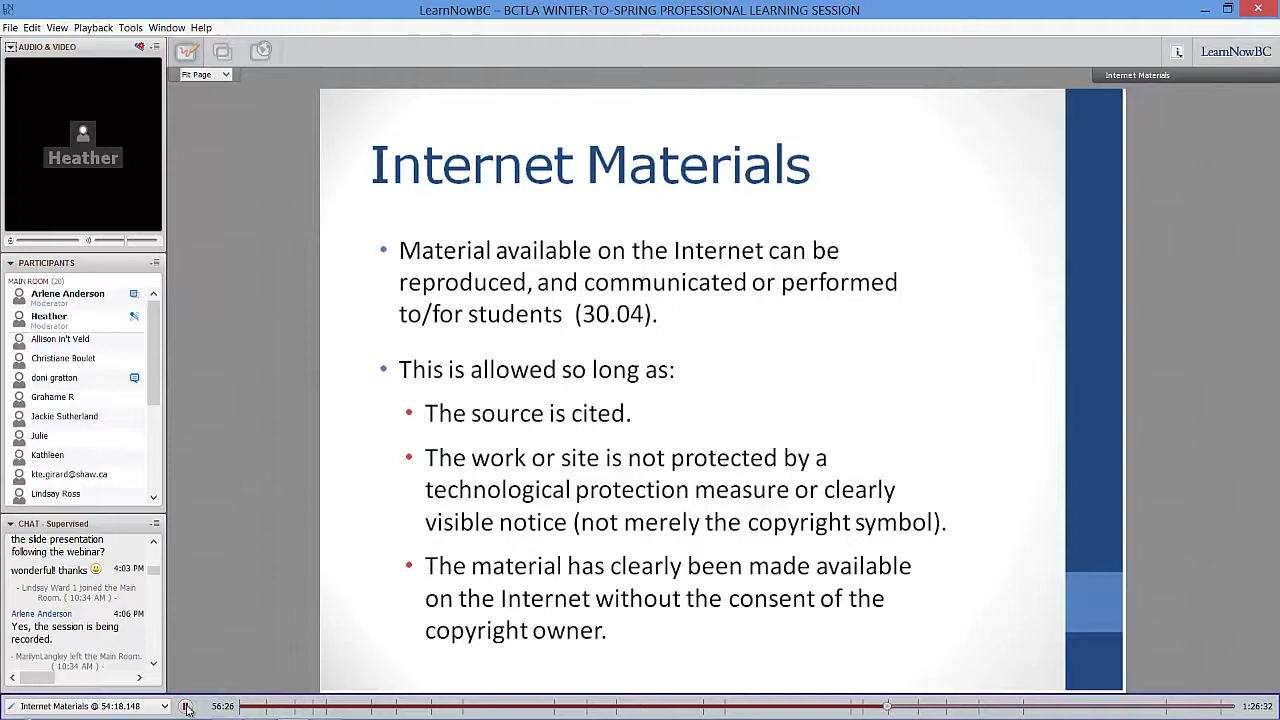 LearnNowBC – BCTLA WINTER-TO-SPRING PROFESSIONAL LEARNING SESSION
File Edit View Playback Tools Window Help
AUDIO & VIDEO
LearnNowBC
Fit Page
Internet Materials
Heather
PARTICIPANTS
MAIN ROOM (20)
Arlene Anderson
Moderator
Heather
Moderator
Allison in't Veld
Christiane Boulet
doni gratton
Grahame R
Jackie Sutherland
Julie
Kathleen
kte.girard@shaw.ca
Lindsay Ross
CHAT - Supervised
the slide presentation
following the webinar?
wonderful! thanks 4:03 PM
- Lindsay Ward 1 joined the Main
Room. ( 10:34 AM ) -
Arlene Anderson 4:06 PM
Yes, the session is being
recorded.
- MarilynLangley left the Main Room.
( 10:34 AM ) -
Internet Materials
• Material available on the Internet can be
reproduced, and communicated or performed
to/for students (30.04).
• This is allowed so long as:
• The source is cited.
• The work or site is not protected by a
technological protection measure or clearly
visible notice (not merely the copyright symbol).
• The material has clearly been made available
on the Internet without the consent of the
copyright owner.
Internet Materials @ 54:18.148 56:26 1:26:32